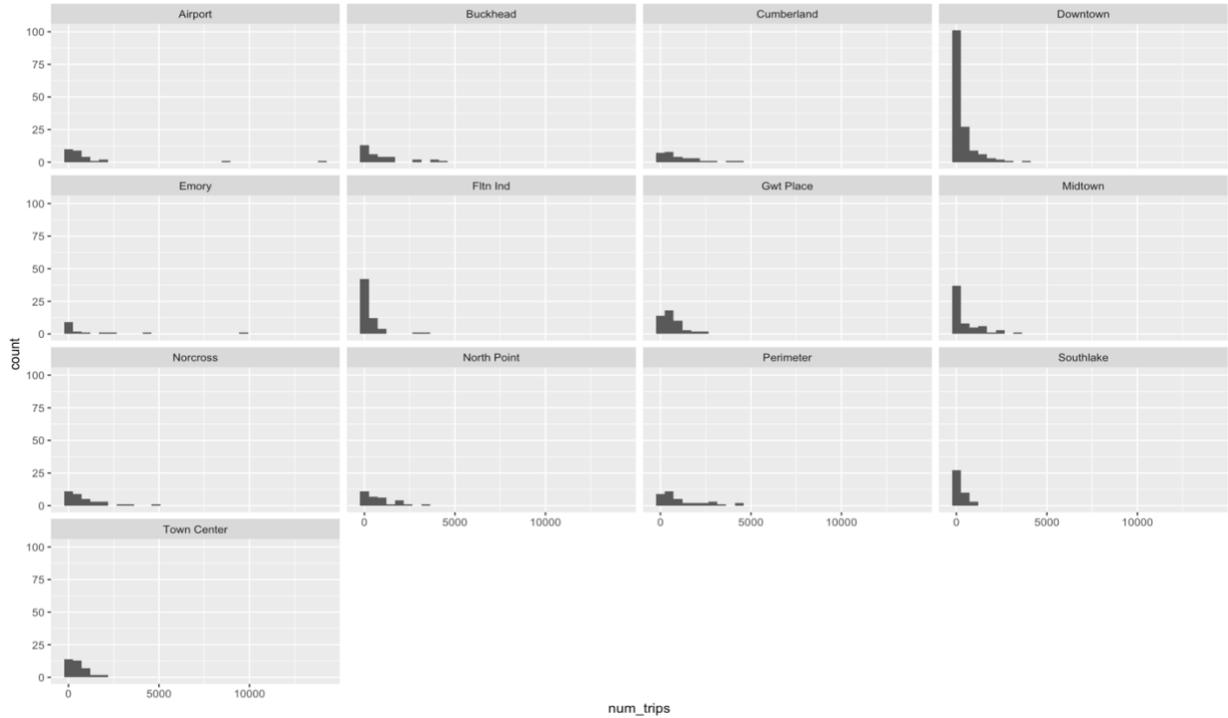 Airport
Buckhead
Cumberland
Downtown
100
75
50
25
0
Emory
Fltn Ind
Gwt Place
Midtown
100
75
50
25
0
count
Norcross
North Point
Perimeter
Southlake
100
75
50
25
0
0 5000 10000
0 5000 10000
0 5000 10000
Town Center
100
75
50
25
0
0 5000 10000
num_trips